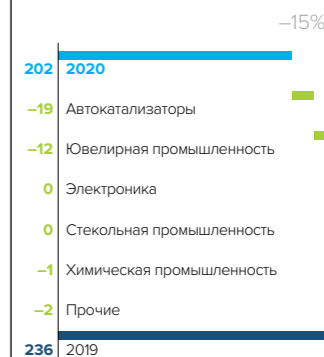 –15%
202 2020
–19 Автокатализаторы
–12 Ювелирная промышленность
0 Электроника
0 Стекольная промышленность
–1 Химическая промышленность
–2 Прочие
236 2019